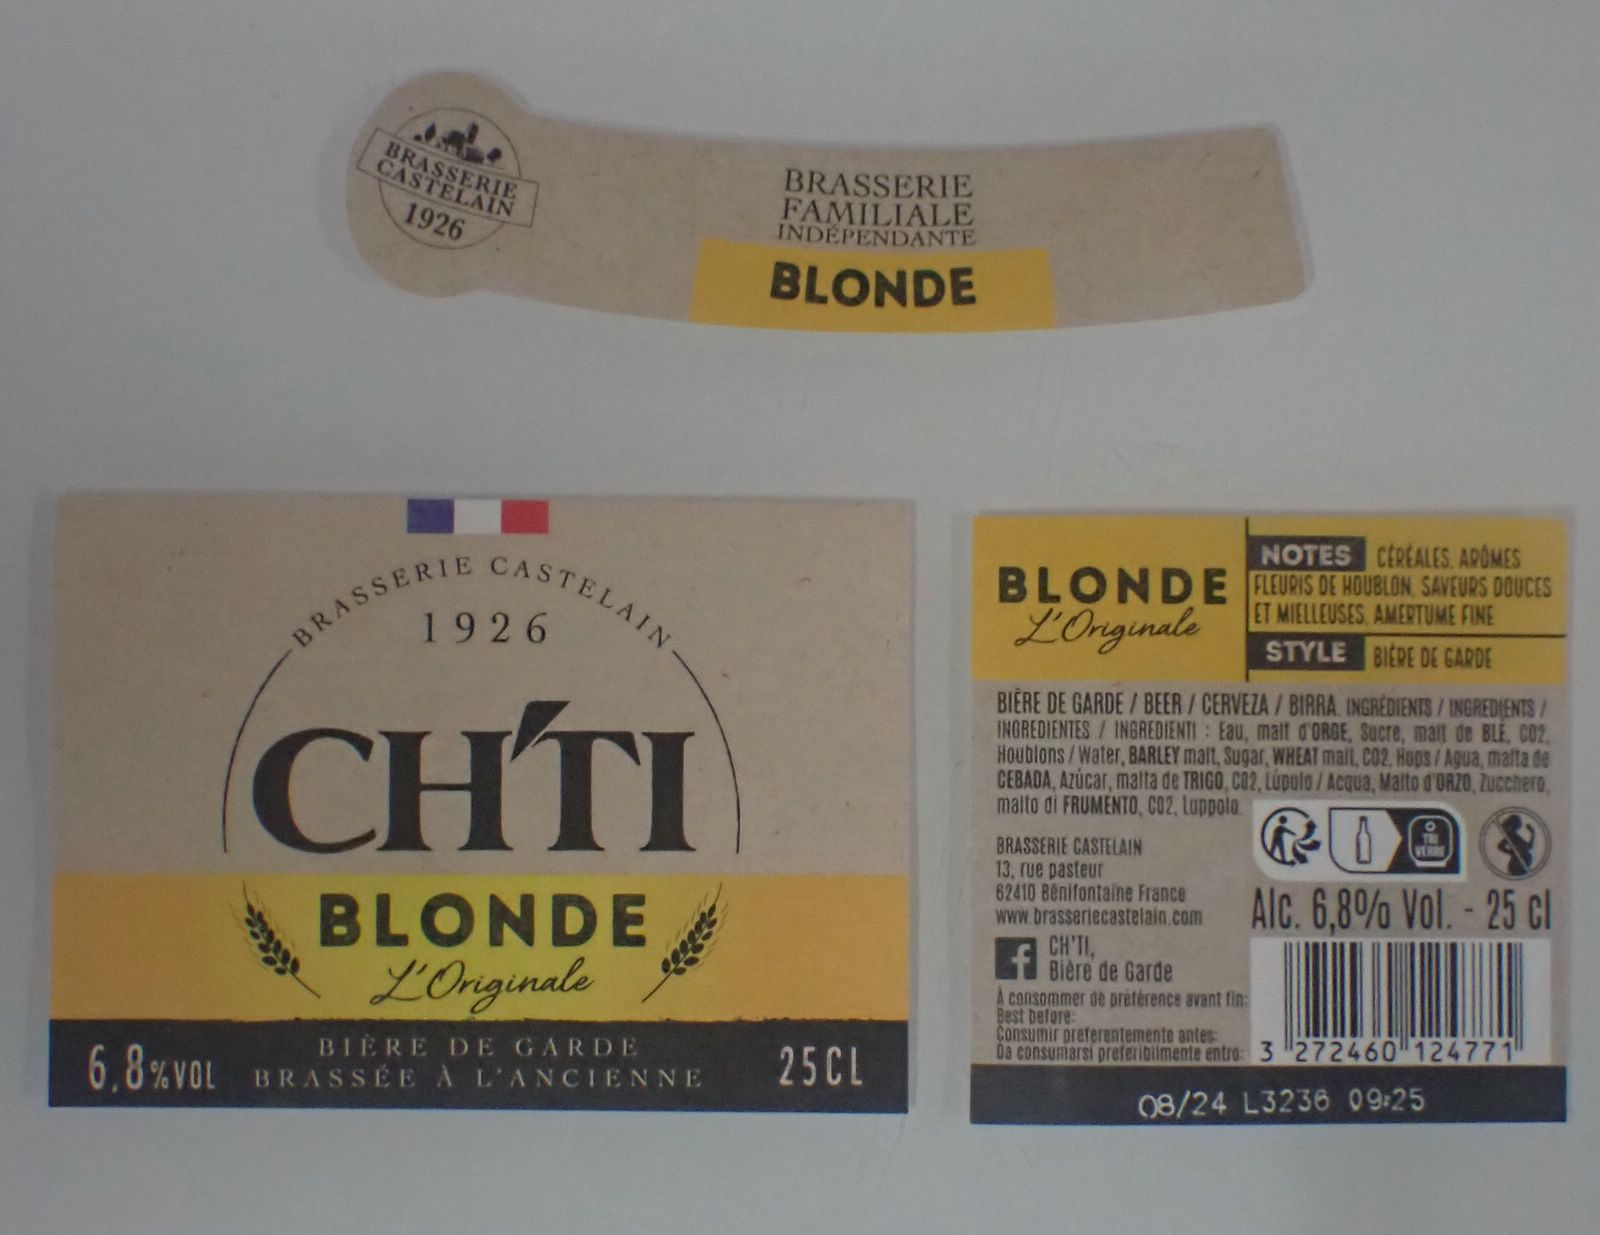 BRASSERIE
CASTELAIN
1926
BRASSERIE
FAMILIALE
INDÉPENDANTE
BLONDE
BRASSERIE CASTELAIN
1926
CH'TI
BLONDE
L'Originale
BIÈRE DE GARDE
BRASSÉE À L'ANCIENNE
6,8%VOL
25CL
BLONDE
L'Originale
NOTES CÉRÉALES, ARÔMES
FLEURIS DE HOUBLON, SAVEURS DOUCES
ET MIELLEUSES, AMERTUME FINE
STYLE BIÈRE DE GARDE
BIÈRE DE GARDE / BEER / CERVEZA / BIRRA. INGRÉDIENTS / INGREDIENTS /
INGREDIENTES / INGREDIENTI : Eau, malt d'ORGE, Sucre, malt de BLÉ, CO2,
Houblons / Water, BARLEY malt, Sugar, WHEAT malt, CO2, Hops / Agua, malta de
CEBADA, Azúcar, malta de TRIGO, CO2, Lúpulo / Acqua, Malto d'ORZO, Zucchero,
malto di FRUMENTO, CO2, Luppolo.
BRASSERIE CASTELAIN
13, rue pasteur
62410 Bénifontaine France
www.brasseriecastelain.com
f CH'TI,
Bière de Garde
TRI
VERRE
Alc. 6,8% Vol. - 25 cl
À consommer de préférence avant fin:
Best before:
Consumir preferentemente antes:
Da consumarsi preferibilmente entro:
3 272460 124771
08/24 L3236 09:25